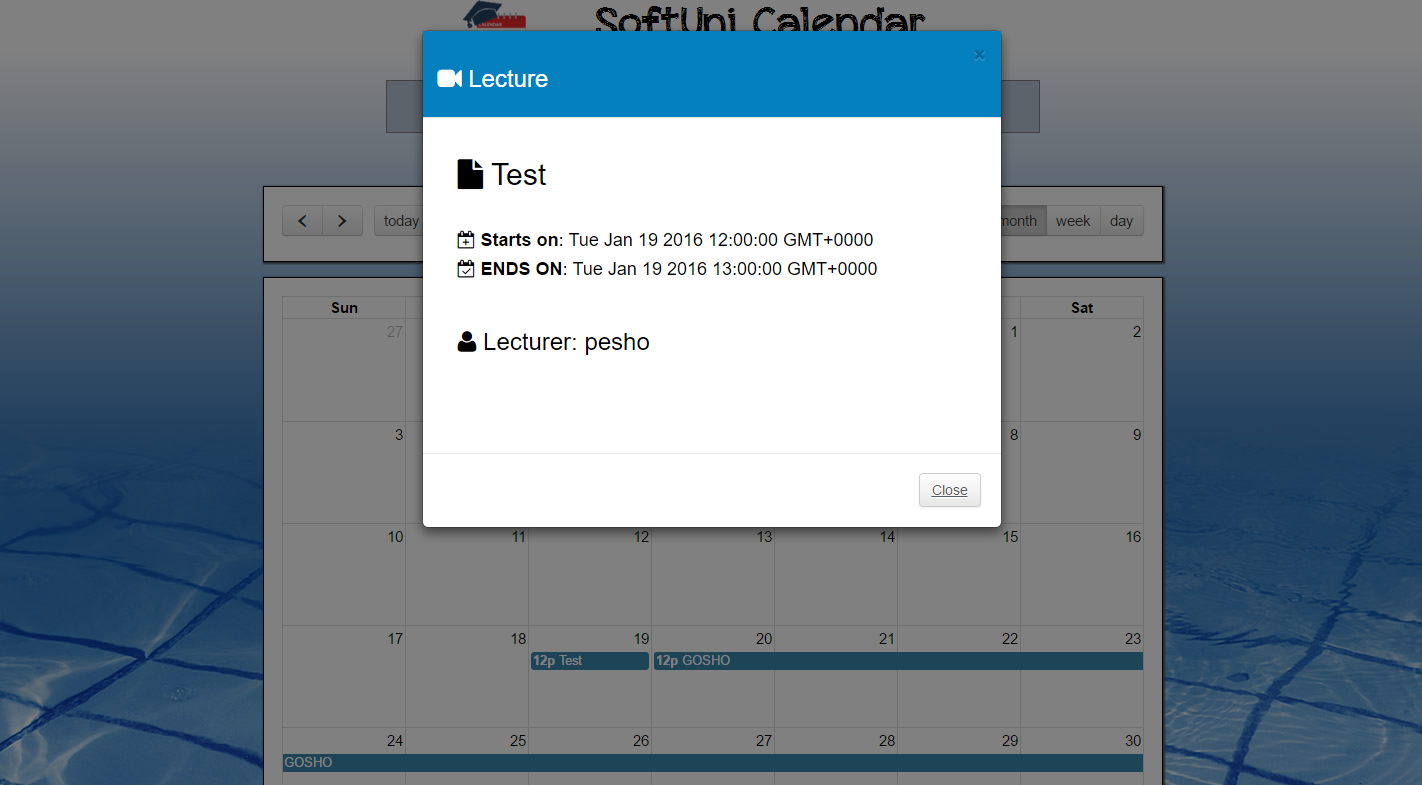 CALENDAR
SoftUni Calendar
×
Lecture
Test
Starts on: Tue Jan 19 2016 12:00:00 GMT+0000
ENDS ON: Tue Jan 19 2016 13:00:00 GMT+0000
Lecturer: pesho
Close
today
month week day
Sun Sat
27 1 2
3 8 9
10 11 12 13 14 15 16
17 18 19 20 21 22 23
12p Test 12p GOSHO
24 25 26 27 28 29 30
GOSHO